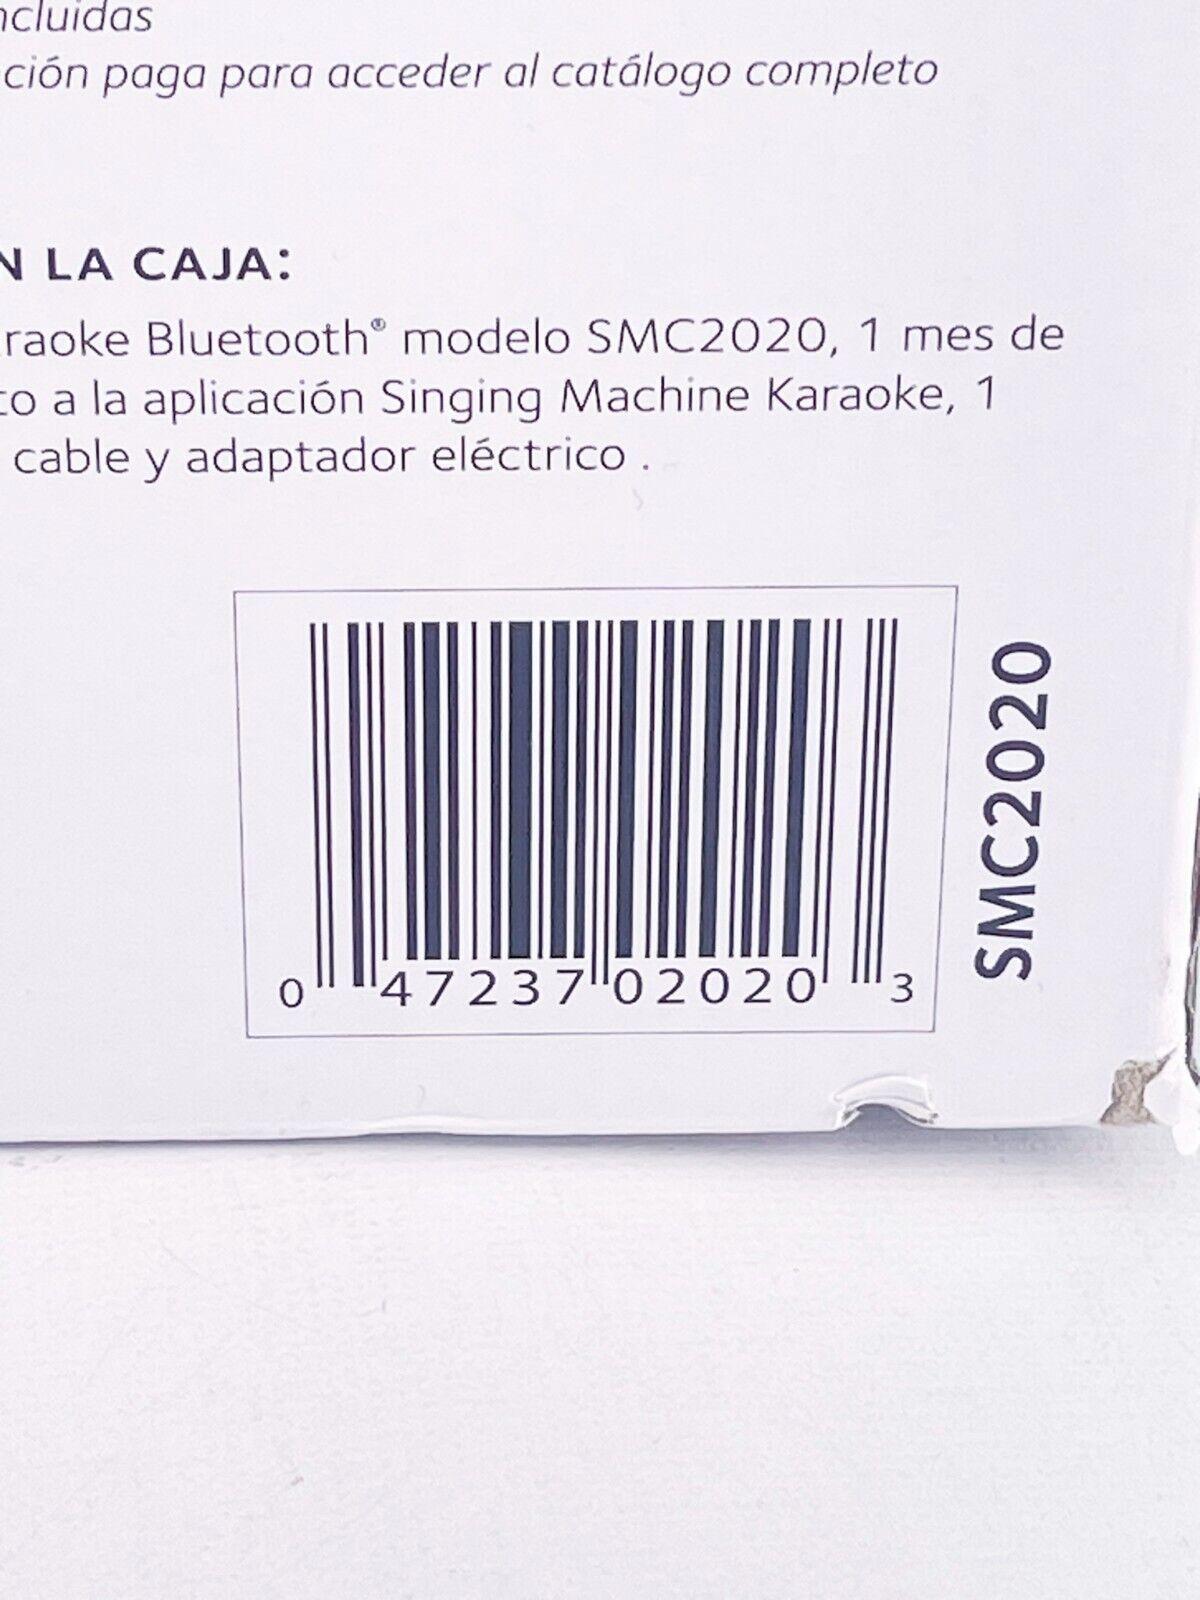 ncluidas
ción paga para acceder al catálogo completo
N LA CAJA:
raoke Bluetooth® modelo SMC2020, 1 mes de
to a la aplicación Singing Machine Karaoke, 1
cable y adaptador eléctrico .
0 47237 02020 3
SMC2020